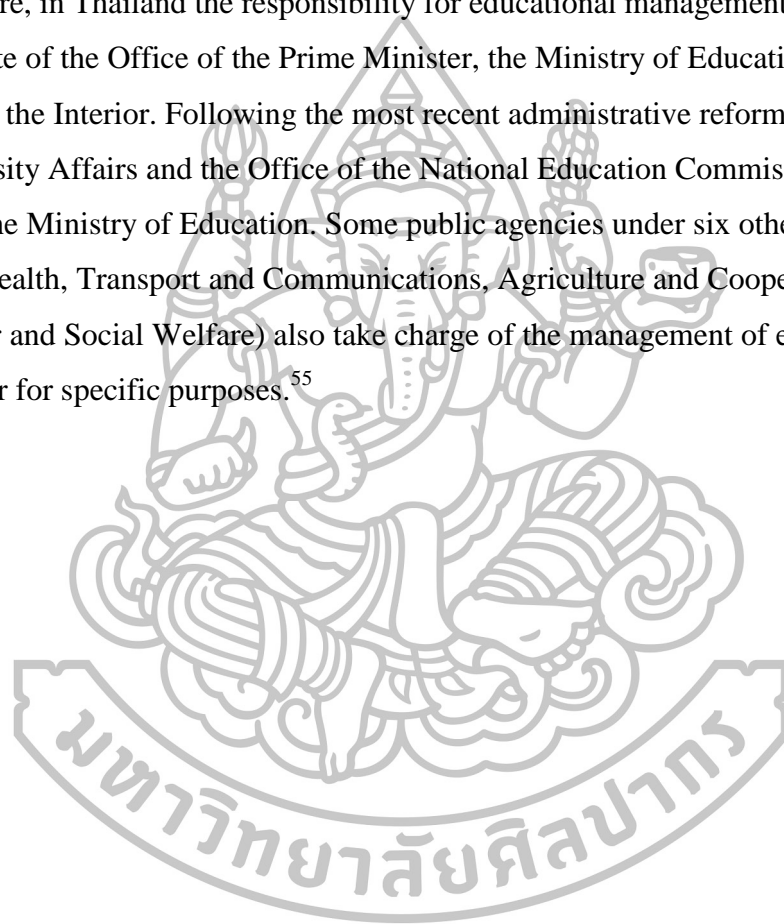 re, in Thailand the responsibility for educational management
te of the Office of the Prime Minister, the Ministry of Educati
the Interior. Following the most recent administrative reform
sity Affairs and the Office of the National Education Commis
he Ministry of Education. Some public agencies under six othe
ealth, Transport and Communications, Agriculture and Coope
r and Social Welfare) also take charge of the management of e
r for specific purposes.55
มหาวิทยาลัยศิลปากร